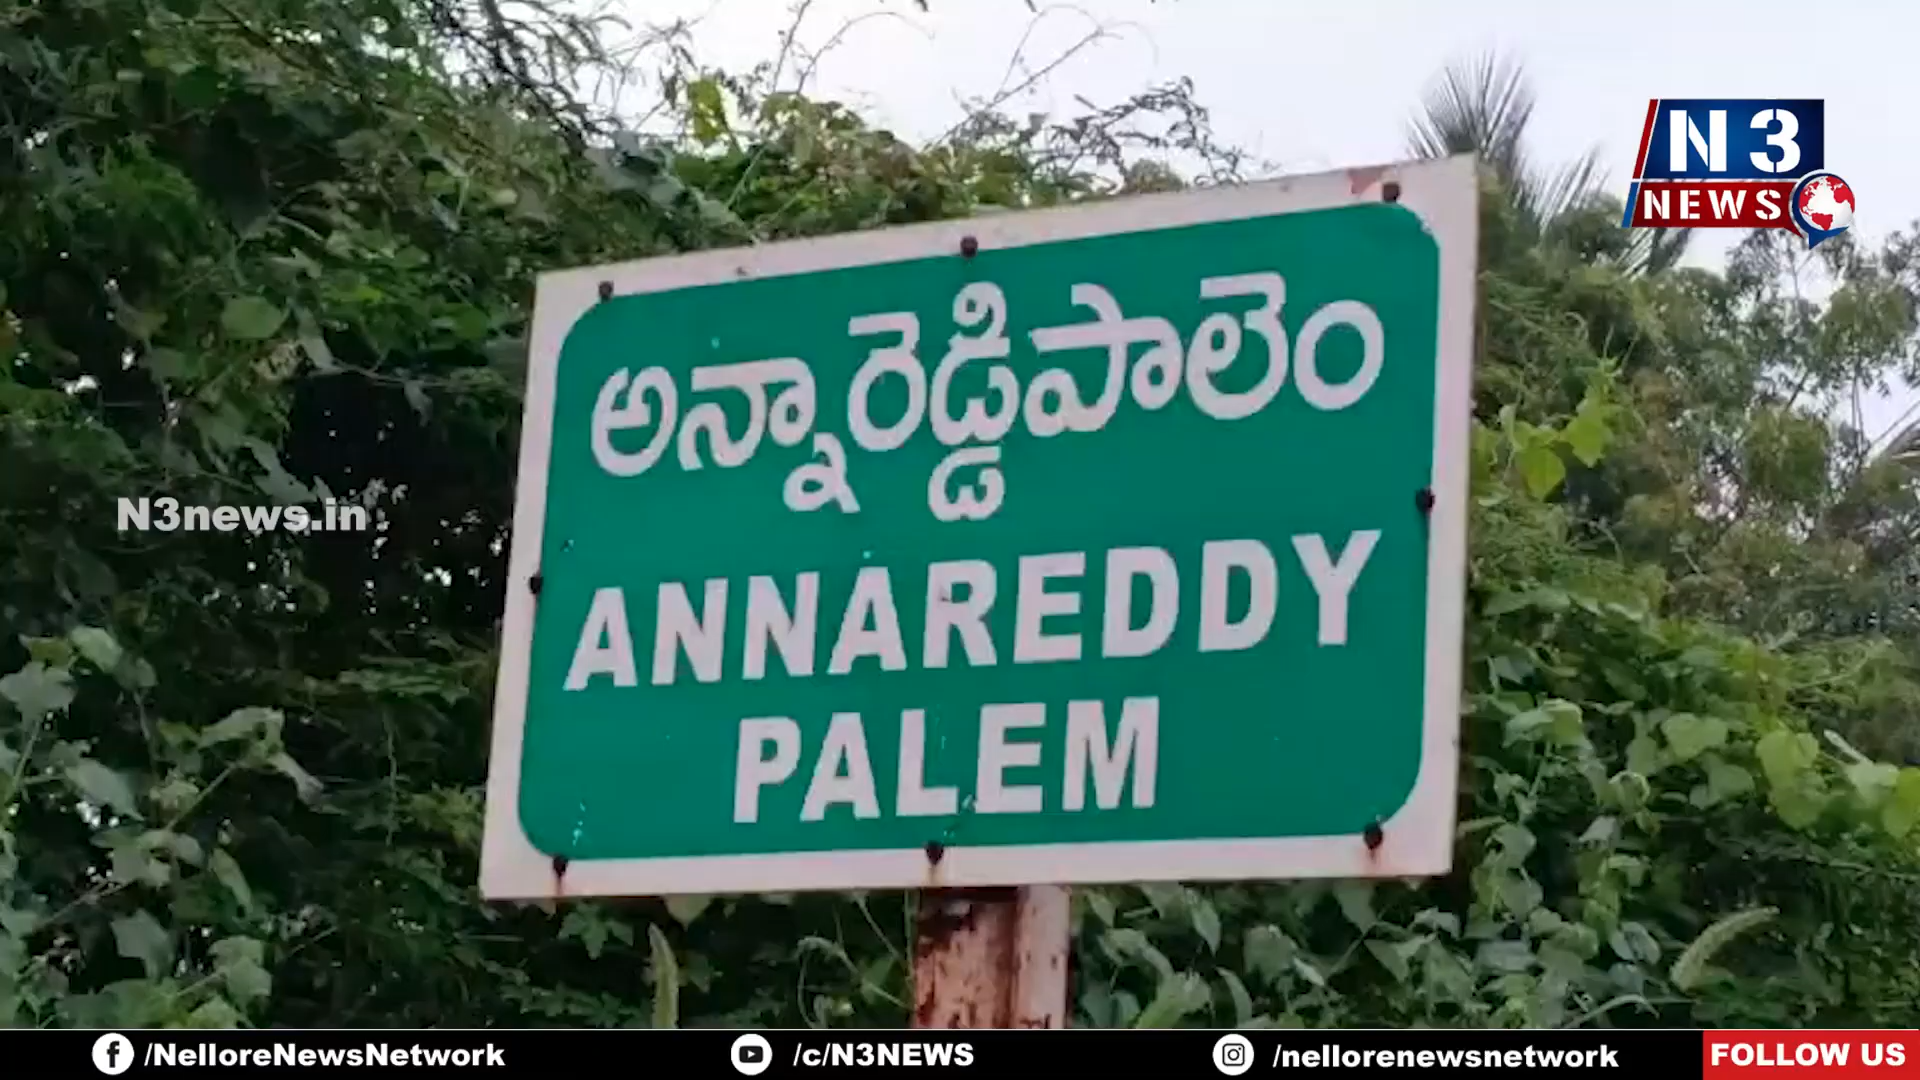 N3
NEWS
అన్నారెడ్డిపాలెం
N3news.in
ANNAREDDY
PALEM
/NelloreNewsNetwork
/c/N3NEWS
/nellorenewsnetwork
FOLLOW US